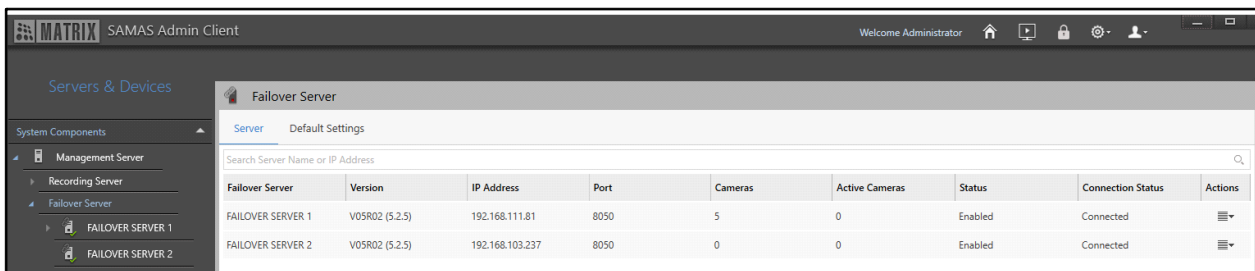 MATRIX SAMAS Admin Client
Welcome Administrator
Servers & Devices
System Components
Management Server
Recording Server
Failover Server
FAILOVER SERVER 1
FAILOVER SERVER 2
Failover Server
Server Default Settings
Search Server Name or IP Address
Failover Server Version IP Address Port Cameras Active Cameras Status Connection Status Actions
FAILOVER SERVER 1 V05R02 (5.2.5) 192.168.111.81 8050 5 0 Enabled Connected
FAILOVER SERVER 2 V05R02 (5.2.5) 192.168.103.237 8050 0 0 Enabled Connected